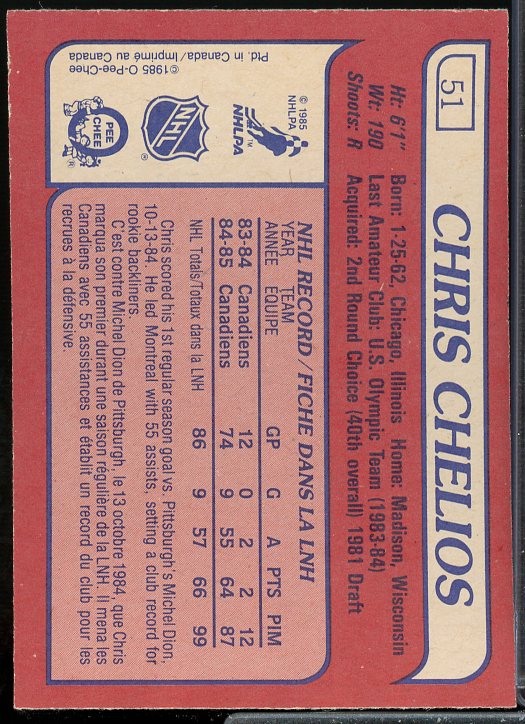 51
CHRIS CHELIOS
Ht: 6'1" Born: 1-25-62, Chicago, Illinois Home: Madison, Wisconsin
Wt: 190 Last Amateur Club: U.S. Olympic Team (1983-84)
Shoots: R Acquired: 2nd Round Choice (40th overall) 1981 Draft
© 1985
NHLPA
NHLPA
TM
NHL
®
PEE
CHEE
®
©1985 O-Pee-Chee
Ptd. in Canada/Imprimé au Canada
NHL RECORD/FICHE DANS LA LNH
YEAR TEAM
ANNÉE ÉQUIPE GP G A PTS PIM
83-84 Canadiens 12 0 2 2 12
84-85 Canadiens 74 9 55 64 87
NHL Totals/Totaux dans la LNH 86 9 57 66 99
Chris scored his 1st regular season goal vs. Pittsburgh's Michel Dion,
10-13-84. He led Montreal with 55 assists, setting a club record for
rookie backliners.
C'est contre Michel Dion de Pittsburgh, le 13 octobre 1984, que Chris
marqua son premier durant une saison régulière de la LNH. Il mena les
Canadiens avec 55 assistances et établit un record du club pour les
recrues à la défensive.